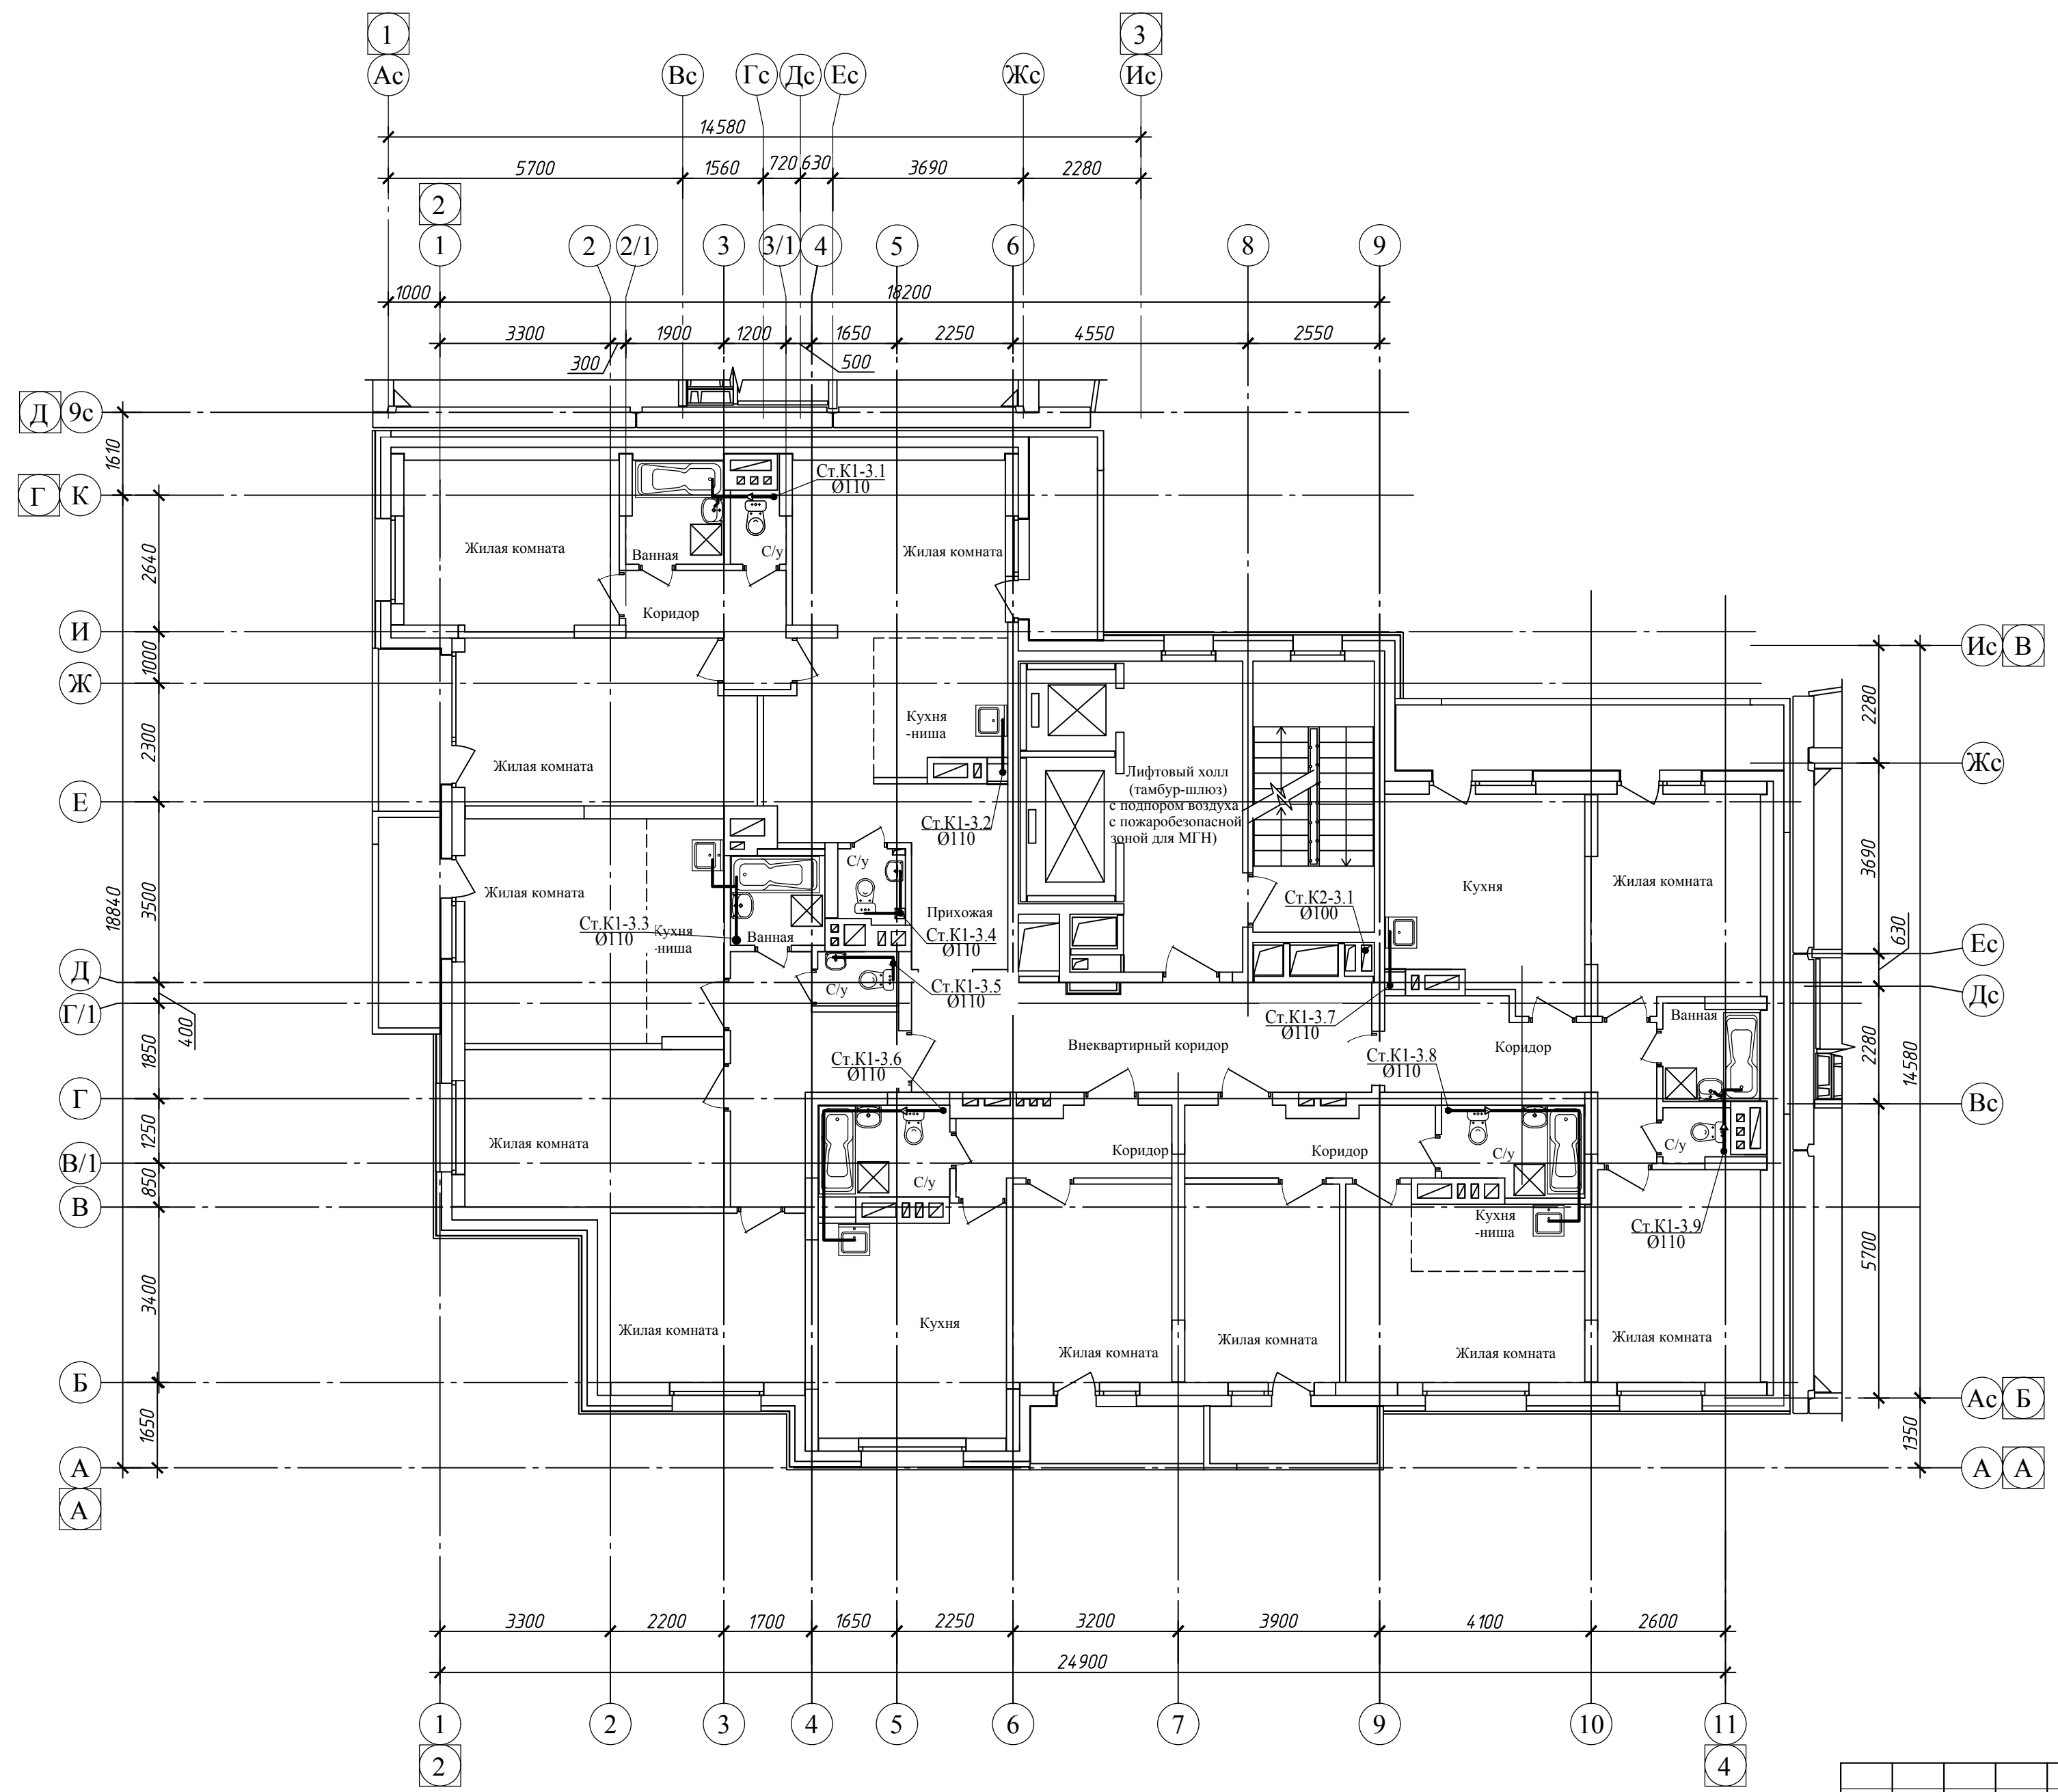 1
3
Ас
Вс
Гс
Дс
Ес
Жс
Ис
14580
5700
1560
720
630
3690
2280
2
1
2
2/1
3
3/1
4
5
6
8
9
1000
18200
3300
1900
1200
1650
2250
4550
2550
300
500
Д
9с
1610
Г
К
Ст.К1-3.1
Ø110
Жилая комната
Ванная
С/у
Жилая комната
2640
Коридор
И
Ис
В
1000
Ж
2280
Кухня
-ниша
2300
Жилая комната
Жс
Лифтовый холл
(тамбур-шлюз)
с подпором воздуха
с пожаробезопасной
зоной для МГН)
Е
Ст.К1-3.2
Ø110
3690
С/у
Жилая комната
Кухня
Жилая комната
18840
3500
Ст.К2-3.1
Ø100
Прихожая
Ст.К1-3.3
Ø110
Кухня
-ниша
Ванная
Ст.К1-3.4
Ø110
630
Ес
Д
Ст.К1-3.5
Ø110
С/у
Дс
Г/1
400
Ст.К1-3.7
Ø110
Ванная
1850
Внеквартирный коридор
Коридор
2280
14580
Ст.К1-3.6
Ø110
Ст.К1-3.8
Ø110
Г
Вс
1250
Жилая комната
Коридор
Коридор
С/у
С/у
В/1
С/у
850
В
Кухня
-ниша
Ст.К1-3.9
Ø110
5700
3400
Жилая комната
Кухня
Жилая комната
Жилая комната
Жилая комната
Жилая комната
Б
Ас
Б
1650
1350
А
А
А
А
3300
2200
1700
1650
2250
3200
3900
4100
2600
24900
1
2
3
4
5
6
7
9
10
11
2
4